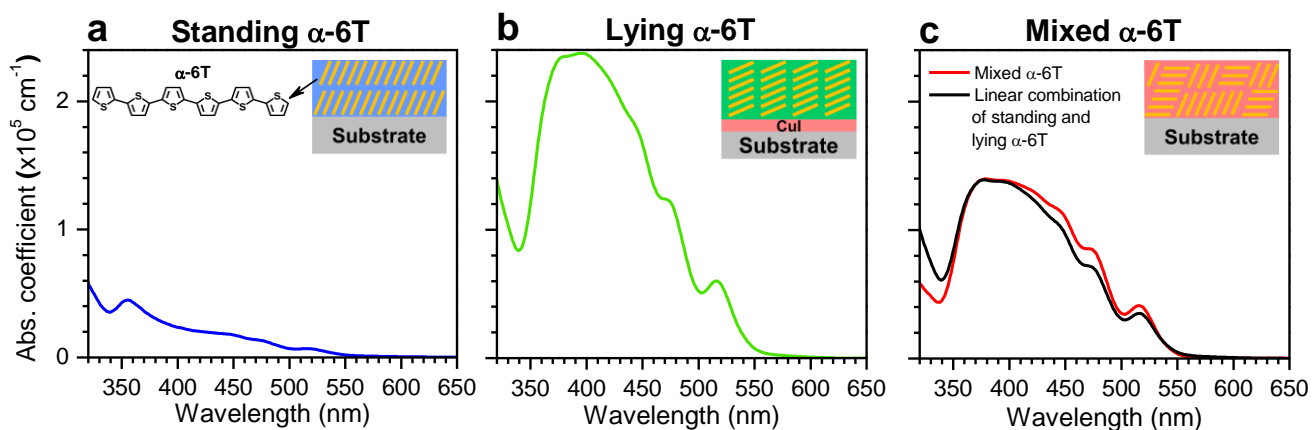 a Standing α-6T
Abs. coefficient (x10⁵ cm⁻¹)
2
1
0
α-6T
S S S S S S
Substrate
350 400 450 500 550 600 650
Wavelength (nm)
b Lying α-6T
CuI
Substrate
350 400 450 500 550 600 650
Wavelength (nm)
c Mixed α-6T
Mixed α-6T
Linear combination
of standing and
lying α-6T
Substrate
350 400 450 500 550 600 650
Wavelength (nm)